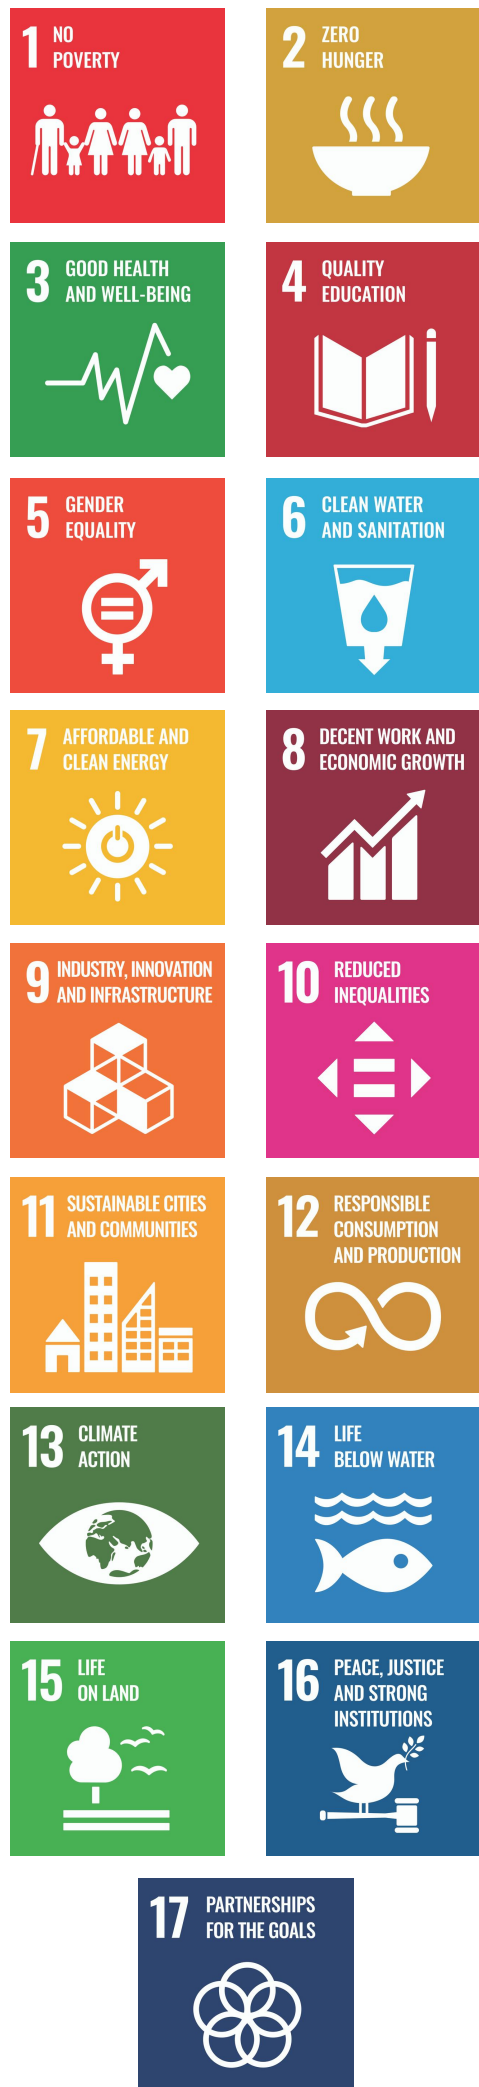 1 NO
POVERTY
2 ZERO
HUNGER
3 GOOD HEALTH
AND WELL-BEING
4 QUALITY
EDUCATION
5 GENDER
EQUALITY
6 CLEAN WATER
AND SANITATION
7 AFFORDABLE AND
CLEAN ENERGY
8 DECENT WORK AND
ECONOMIC GROWTH
9 INDUSTRY, INNOVATION
AND INFRASTRUCTURE
10 REDUCED
INEQUALITIES
11 SUSTAINABLE CITIES
AND COMMUNITIES
12 RESPONSIBLE
CONSUMPTION
AND PRODUCTION
13 CLIMATE
ACTION
14 LIFE
BELOW WATER
15 LIFE
ON LAND
16 PEACE, JUSTICE
AND STRONG
INSTITUTIONS
17 PARTNERSHIPS
FOR THE GOALS